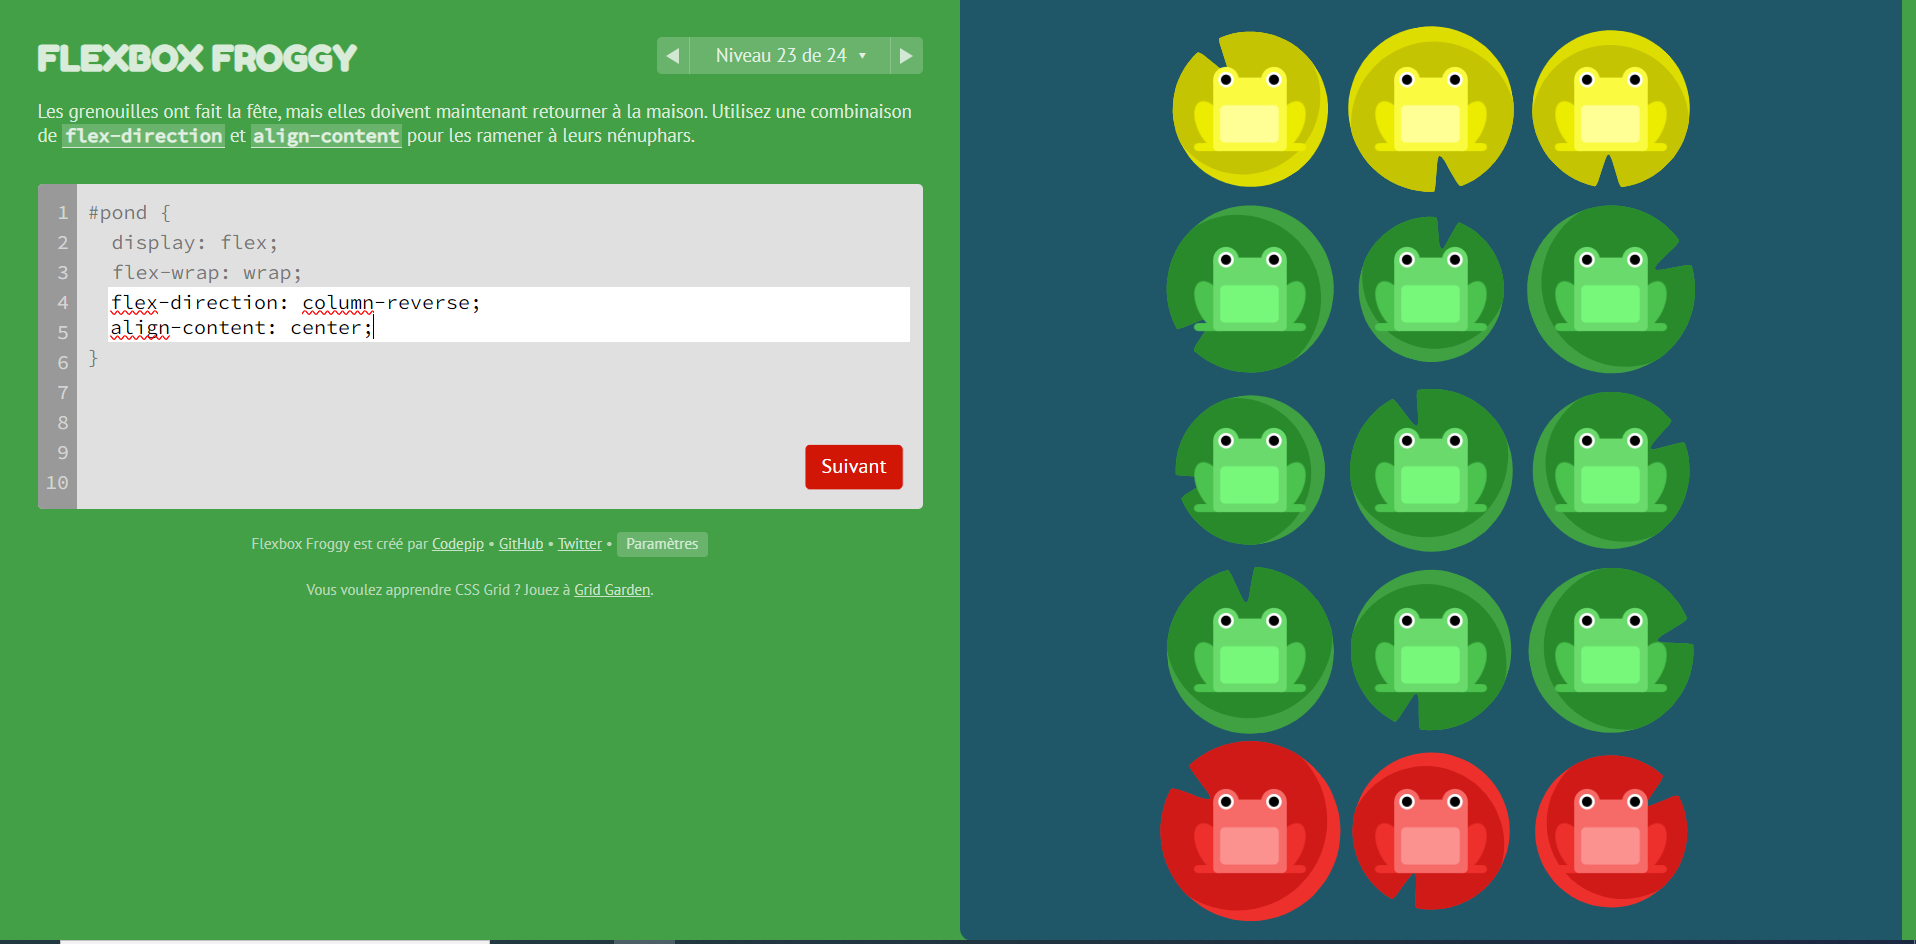 FLEXBOX FROGGY
◀ Niveau 23 de 24 ▾ ▶
Les grenouilles ont fait la fête, mais elles doivent maintenant retourner à la maison. Utilisez une combinaison
de flex-direction et align-content pour les ramener à leurs nénuphars.
1 #pond {
2 display: flex;
3 flex-wrap: wrap;
4 flex-direction: column-reverse;
5 align-content: center;
6 }
7
8
9
10
Suivant
Flexbox Froggy est créé par Codepip • GitHub • Twitter • Paramètres
Vous voulez apprendre CSS Grid ? Jouez à Grid Garden.